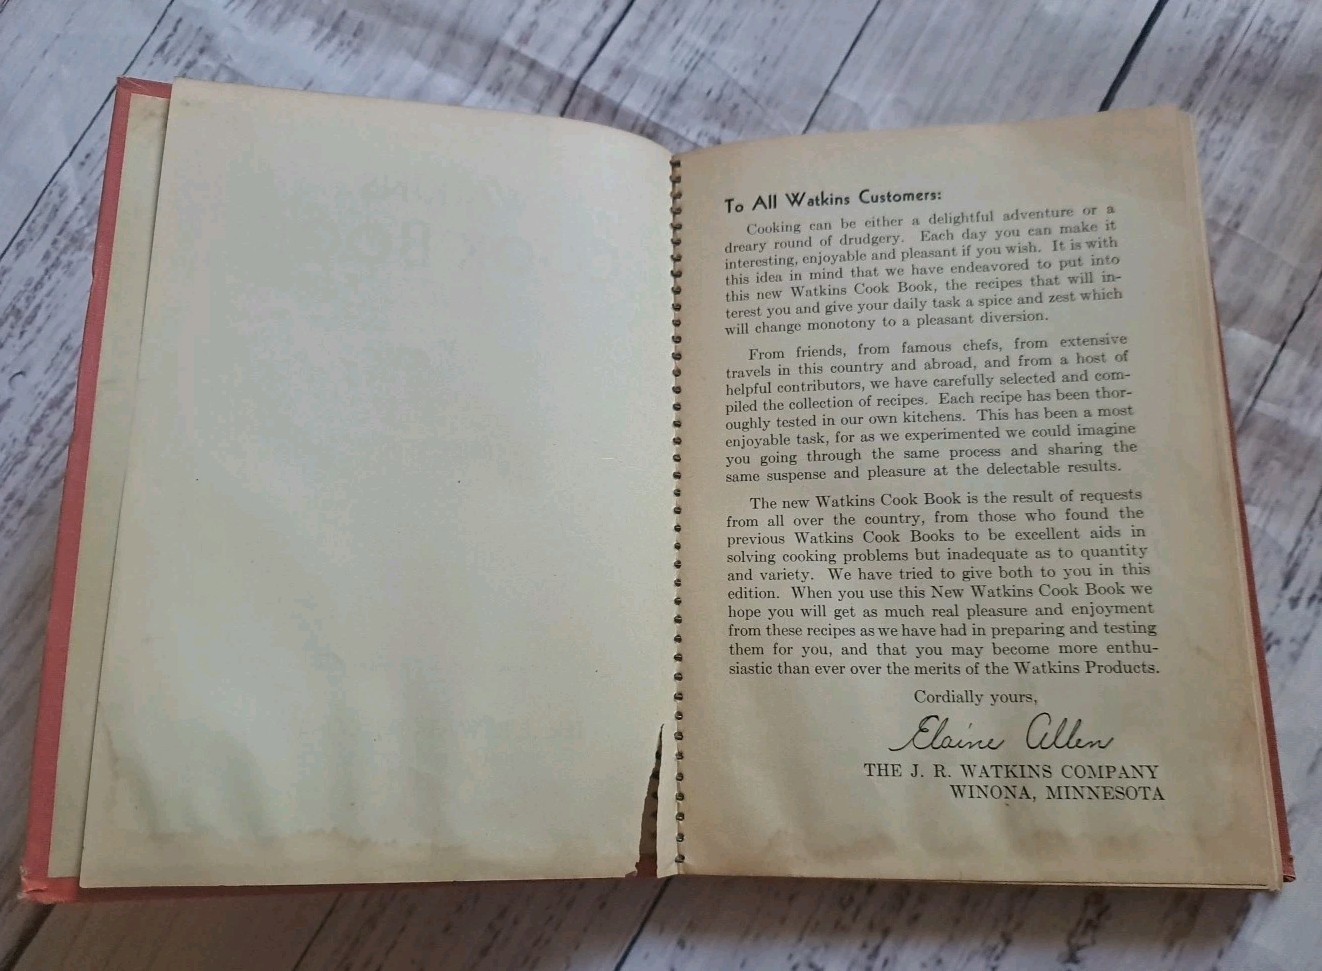 To All Watkins Customers:
Cooking can be either a delightful adventure or a
dreary round of drudgery. Each day you can make it
interesting, enjoyable and pleasant if you wish. It is with
this idea in mind that we have endeavored to put into
this new Watkins Cook Book, the recipes that will in-
terest you and give your daily task a spice and zest which
will change monotony to a pleasant diversion.
From friends, from famous chefs, from extensive
travels in this country and abroad, and from a host of
helpful contributors, we have carefully selected and com-
piled the collection of recipes. Each recipe has been thor-
oughly tested in our own kitchens. This has been a most
enjoyable task, for as we experimented we could imagine
you going through the same process and sharing the
same suspense and pleasure at the delectable results.
The new Watkins Cook Book is the result of requests
from all over the country, from those who found the
previous Watkins Cook Books to be excellent aids in
solving cooking problems but inadequate as to quantity
and variety. We have tried to give both to you in this
edition. When you use this New Watkins Cook Book we
hope you will get as much real pleasure and enjoyment
from these recipes as we have had in preparing and testing
them for you, and that you may become more enthu-
siastic than ever over the merits of the Watkins Products.
Cordially yours,
Elaine Allen
THE J. R. WATKINS COMPANY
WINONA, MINNESOTA